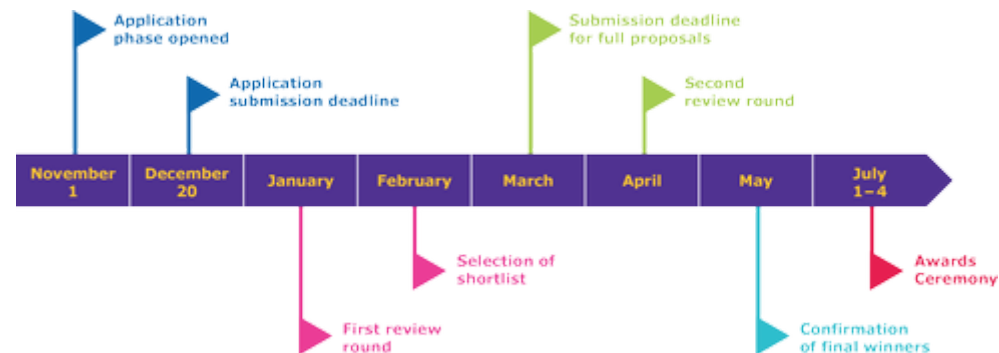 Application
phase opened
Submission deadline
for full proposals
Application
submission deadline
Second
review round
November
1
December
20
January
February
March
April
May
July
1–4
Selection of
shortlist
Awards
Ceremony
First review
round
Confirmation
of final winners